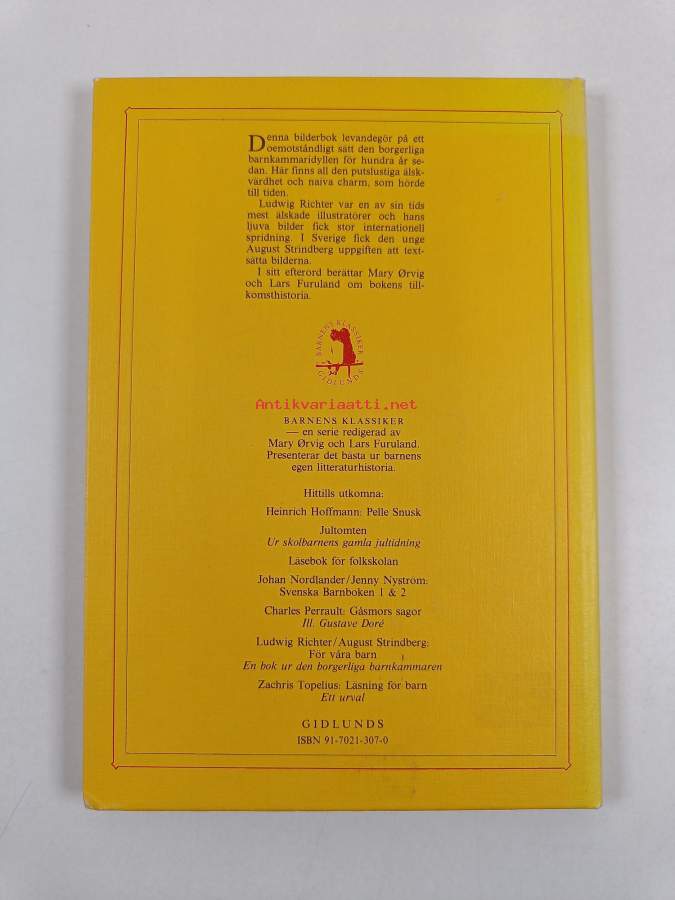 Denna bilderbok levandegör på ett
oemotståndligt sätt den borgerliga
barnkammaridyllen för hundra år se-
dan. Här finns all den putslustiga älsk-
värdhet och naiva charm, som hörde
till tiden.
Ludwig Richter var en av sin tids
mest älskade illustratörer och hans
ljuva bilder fick stor internationell
spridning. I Sverige fick den unge
August Strindberg uppgiften att text-
sätta bilderna.
I sitt efterord berättar Mary Ørvig
och Lars Furuland om bokens till-
komsthistoria.
BARNENS KLASSIKER
GIDLUNDS
Antikvariaatti.net
BARNENS KLASSIKER
— en serie redigerad av
Mary Ørvig och Lars Furuland.
Presenterar det bästa ur barnens
egen litteraturhistoria.
Hittills utkomna:
Heinrich Hoffmann: Pelle Snusk
Jultomten
Ur skolbarnens gamla jultidning
Läsebok för folkskolan
Johan Nordlander/Jenny Nyström:
Svenska Barnboken 1 & 2
Charles Perrault: Gåsmors sagor
Ill. Gustave Doré
Ludwig Richter/August Strindberg:
För våra barn
En bok ur den borgerliga barnkammaren
Zachris Topelius: Läsning för barn
Ett urval
GIDLUNDS
ISBN 91-7021-307-0